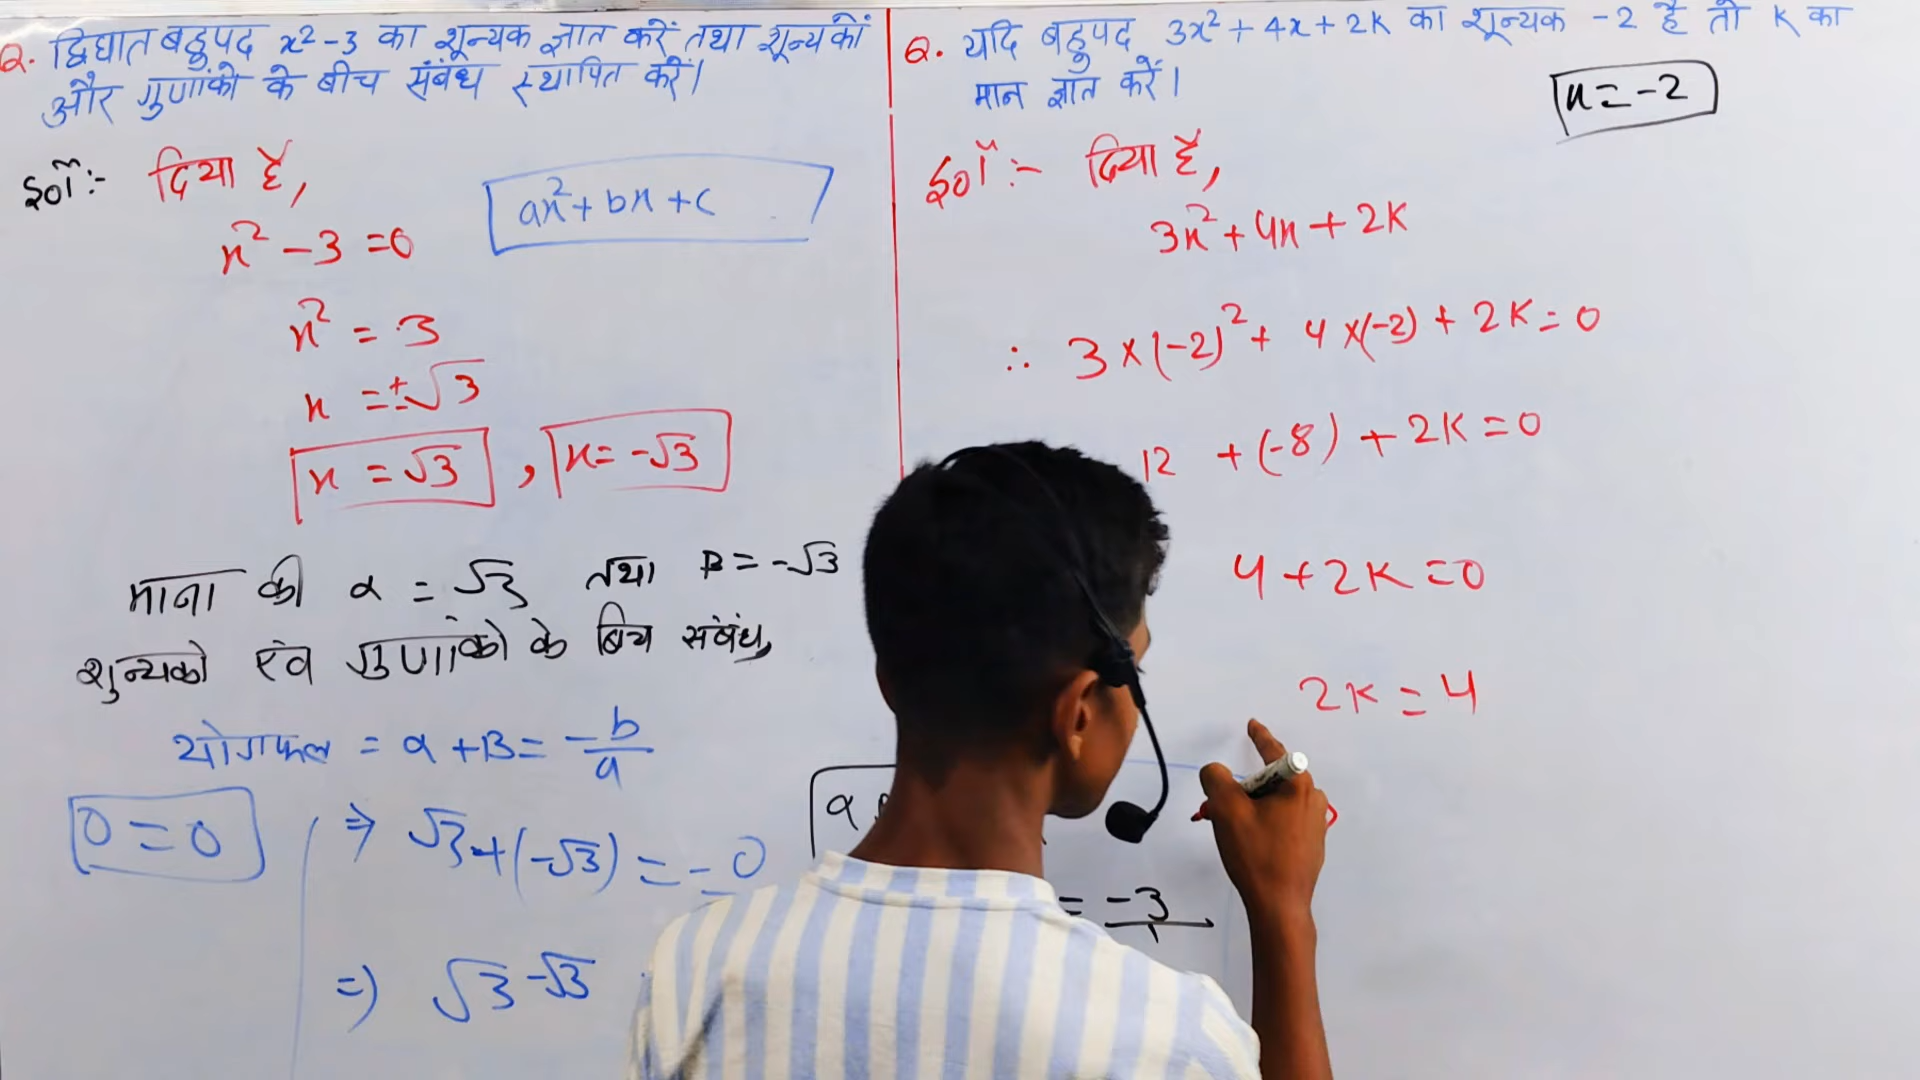 Q. द्विघात बहुपद x²-3 का शून्यक ज्ञात करें तथा शून्यकों
और गुणांको के बीच संबंध स्थापित करें।
Solⁿ:- दिया है,
ax²+bx+c
x² - 3 = 0
x² = 3
x = ±√3
x = √3 , x = -√3
माना की α = √3 तथा β = -√3
शुन्यको एंव गुणांको के बिच संबंध,
योगफल = α + β = -b/a
0 = 0
⇒ √3 + (-√3) = -0
⇒ √3 - √3
α
= -3/1
Q. यदि बहुपद 3x² + 4x + 2K का शून्यक -2 है तो K का
मान ज्ञात करें।
x = -2
Solⁿ:- दिया है,
3x² + 4x + 2K
∴ 3 × (-2)² + 4 × (-2) + 2K = 0
12 + (-8) + 2K = 0
4 + 2K = 0
2K = 4